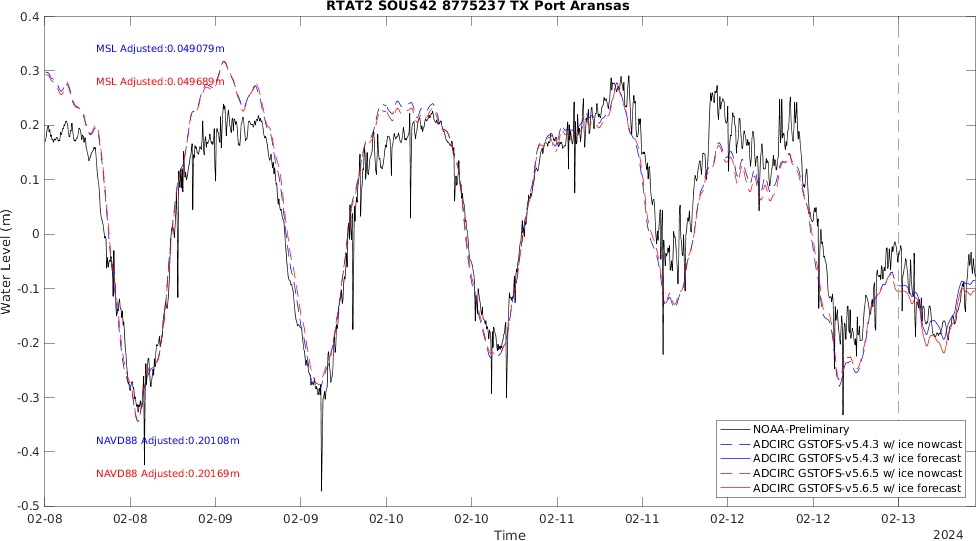 RTAT2 SOUS42 8775237 TX Port Aransas
0.4
0.3
0.2
0.1
0
-0.1
-0.2
-0.3
-0.4
-0.5
Water Level (m)
MSL Adjusted:0.049079m
MSL Adjusted:0.049689m
NAVD88 Adjusted:0.20108m
NAVD88 Adjusted:0.20169m
NOAA-Preliminary
ADCIRC GSTOFS-v5.4.3 w/ ice nowcast
ADCIRC GSTOFS-v5.4.3 w/ ice forecast
ADCIRC GSTOFS-v5.6.5 w/ ice nowcast
ADCIRC GSTOFS-v5.6.5 w/ ice forecast
02-08 02-08 02-09 02-09 02-10 02-10 02-11 02-11 02-12 02-12 02-13
Time
2024